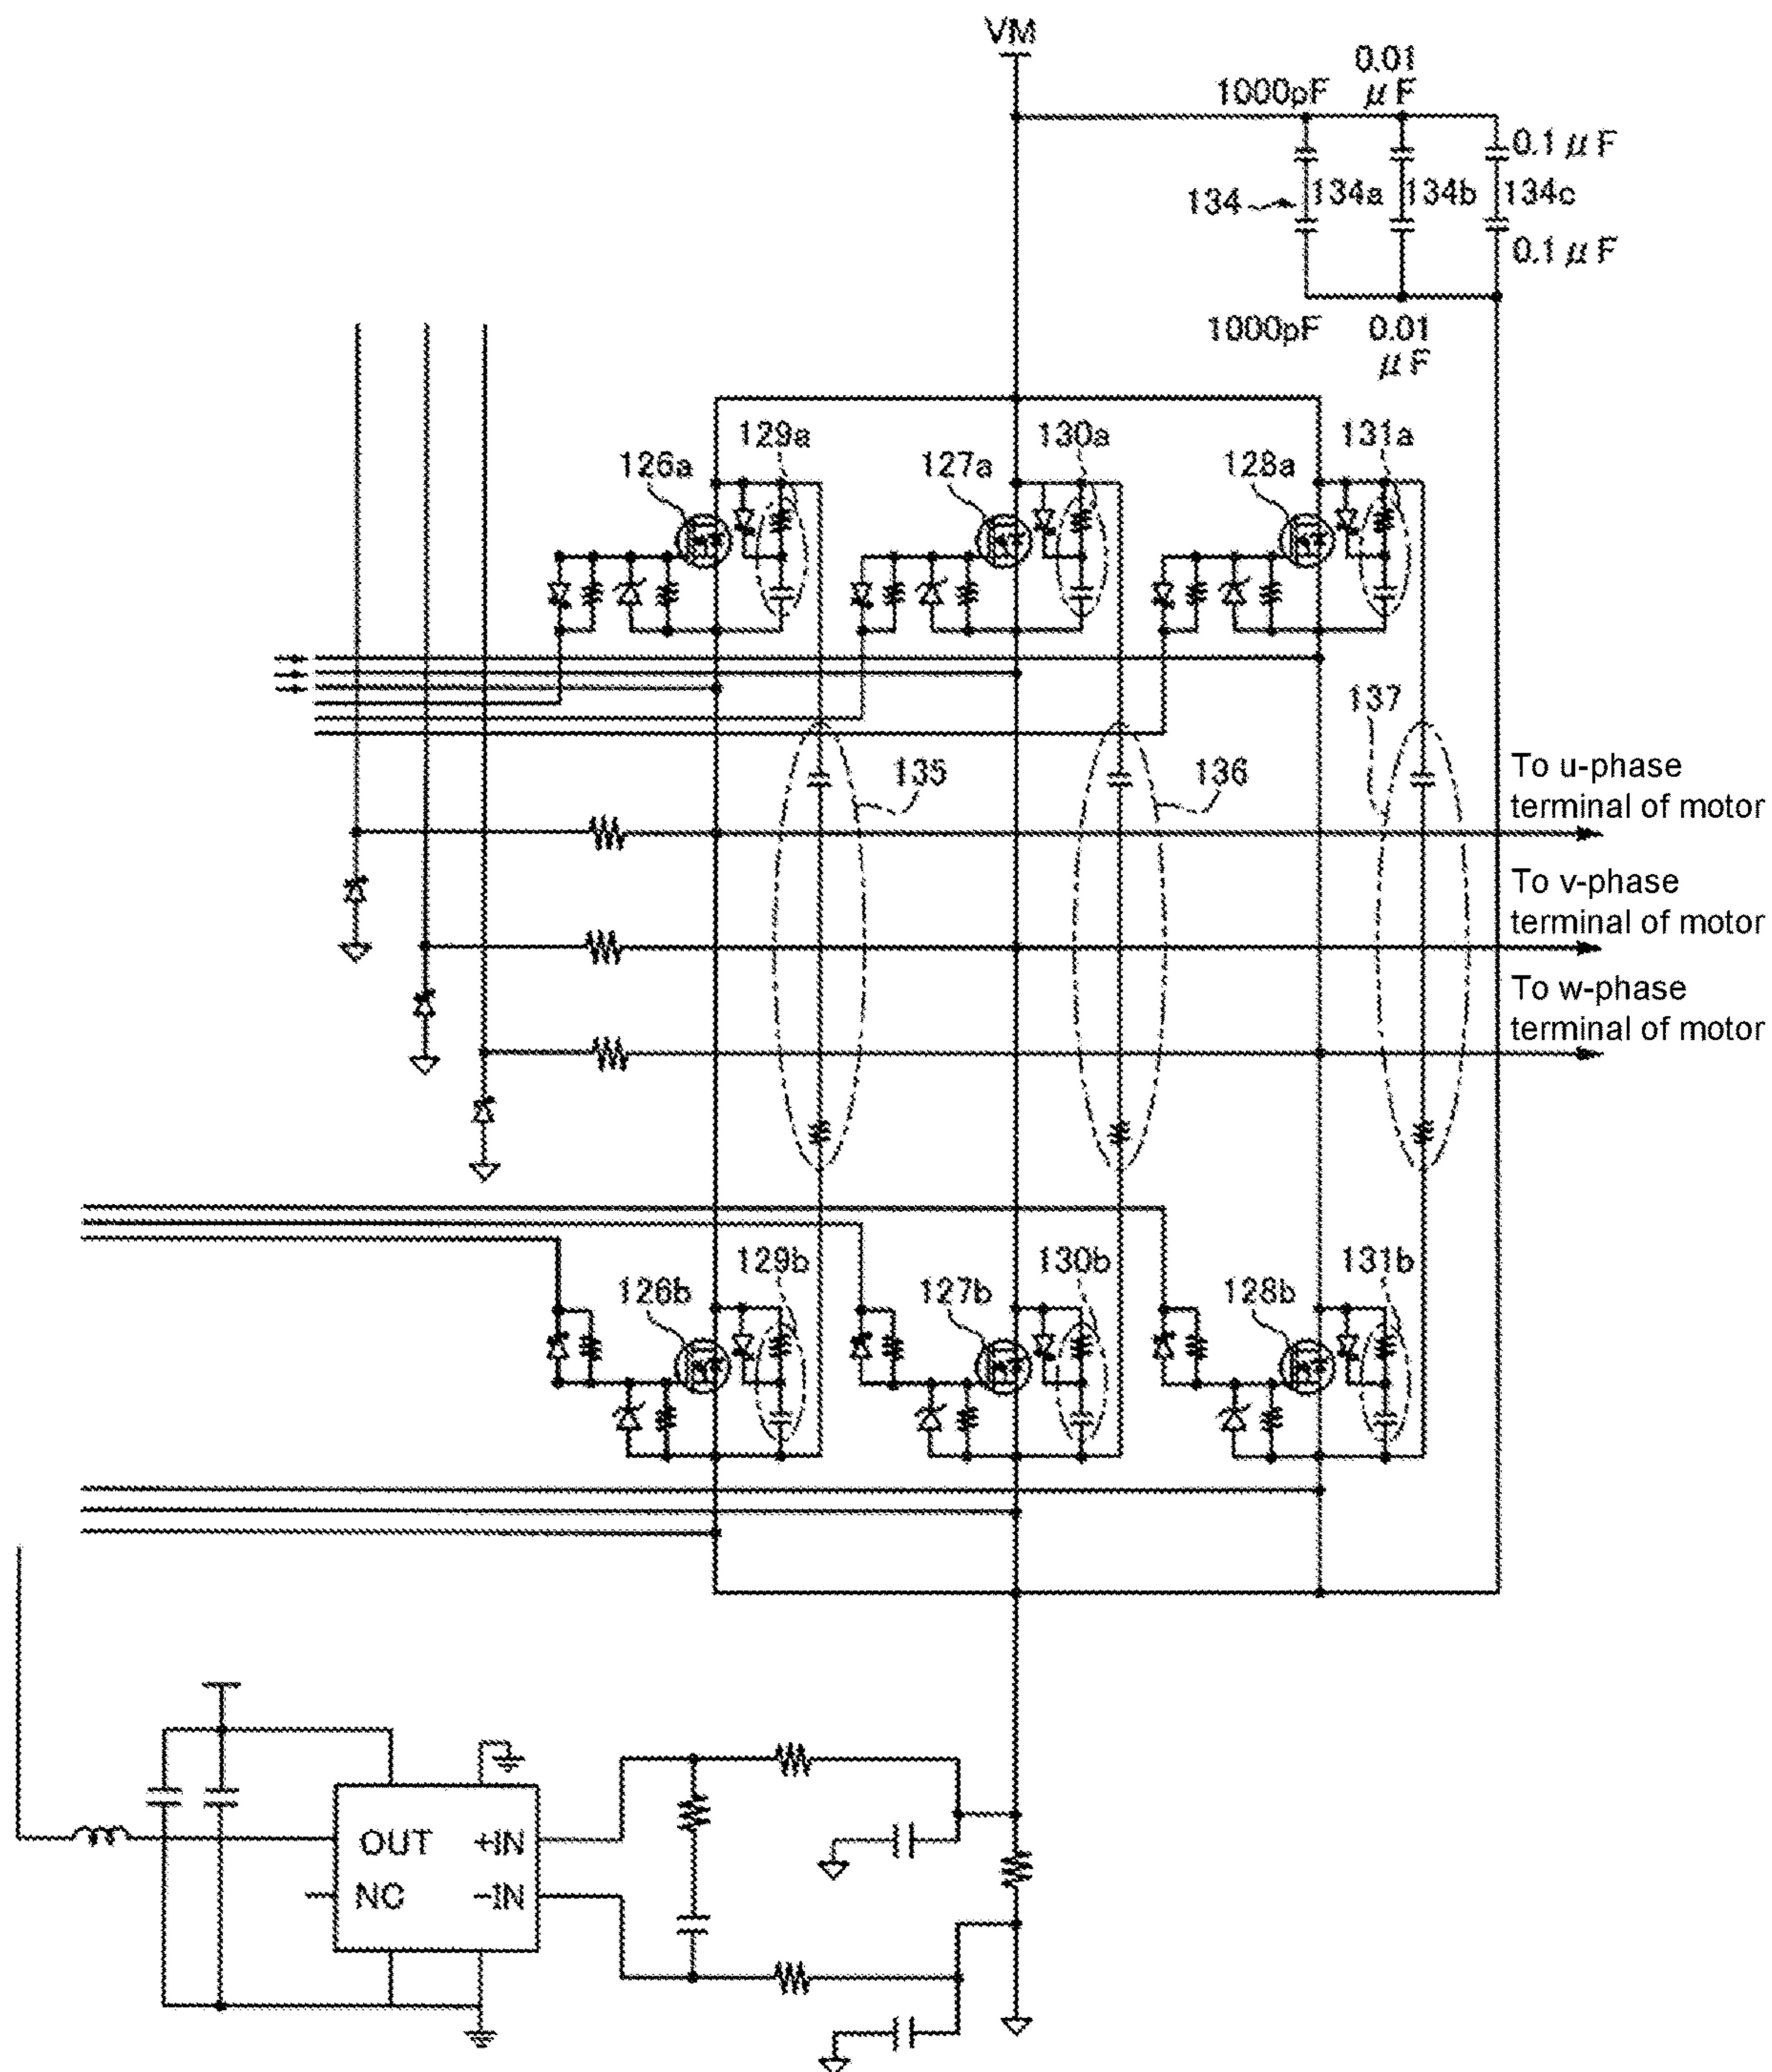 VM
0.01
1000pF μF
0.1 μF
134 134a 134b 134c
0.1 μF
1000pF 0.01
μF
129a 130a 131a
126a 127a 128a
137
135 136
To u-phase
terminal of motor
To v-phase
terminal of motor
To w-phase
terminal of motor
129b 130b 131b
126b 127b 128b
OUT +IN
NC -IN